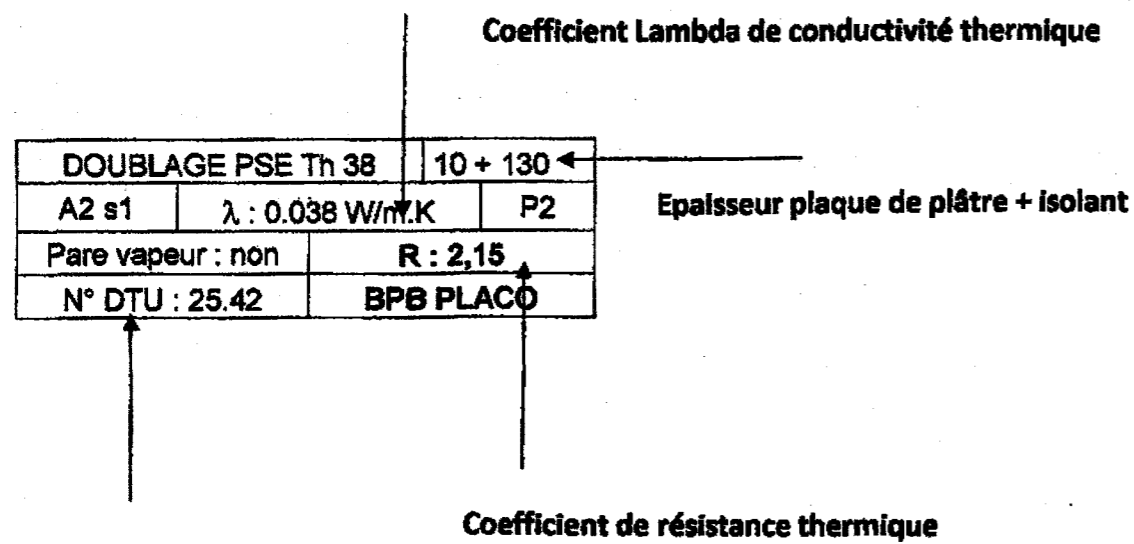 Coefficient Lambda de conductivité thermique
DOUBLAGE PSE Th 38 10 + 130
A2 s1 λ : 0.038 W/m.K P2
Epaisseur plaque de plâtre + isolant
Pare vapeur : non R : 2,15
N° DTU : 25.42 BPB PLACO
Coefficient de résistance thermique